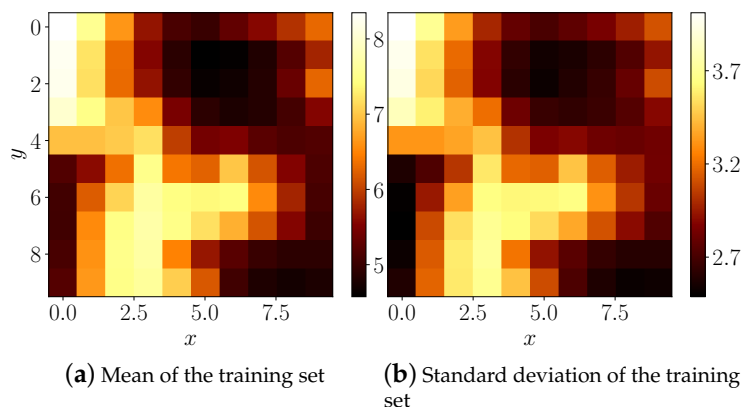 0
2
4
6
8
y
0.0 2.5 5.0 7.5
x
8
7
6
5
0.0 2.5 5.0 7.5
x
3.7
3.2
2.7
(a) Mean of the training set
(b) Standard deviation of the training
set